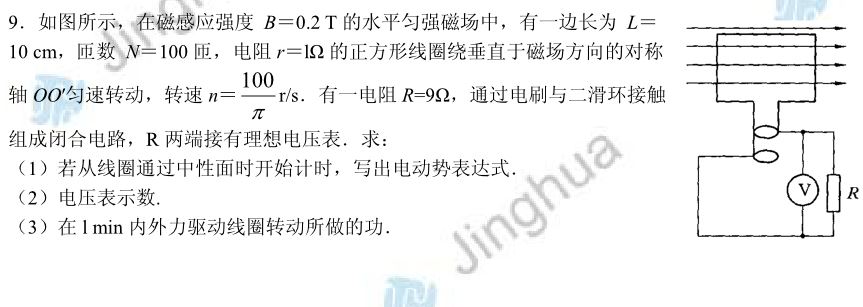 9．如图所示，在磁感应强度 B＝0.2 T 的水平匀强磁场中，有一边长为 L＝
10 cm，匝数 N＝100 匝，电阻 r＝1Ω 的正方形线圈绕垂直于磁场方向的对称
轴 OO′匀速转动，转速 n＝100/π r/s．有一电阻 R=9Ω，通过电刷与二滑环接触
组成闭合电路，R 两端接有理想电压表．求：
（1）若从线圈通过中性面时开始计时，写出电动势表达式．
（2）电压表示数.
（3）在 1 min 内外力驱动线圈转动所做的功．
V
R
Jinghua
Jinghua